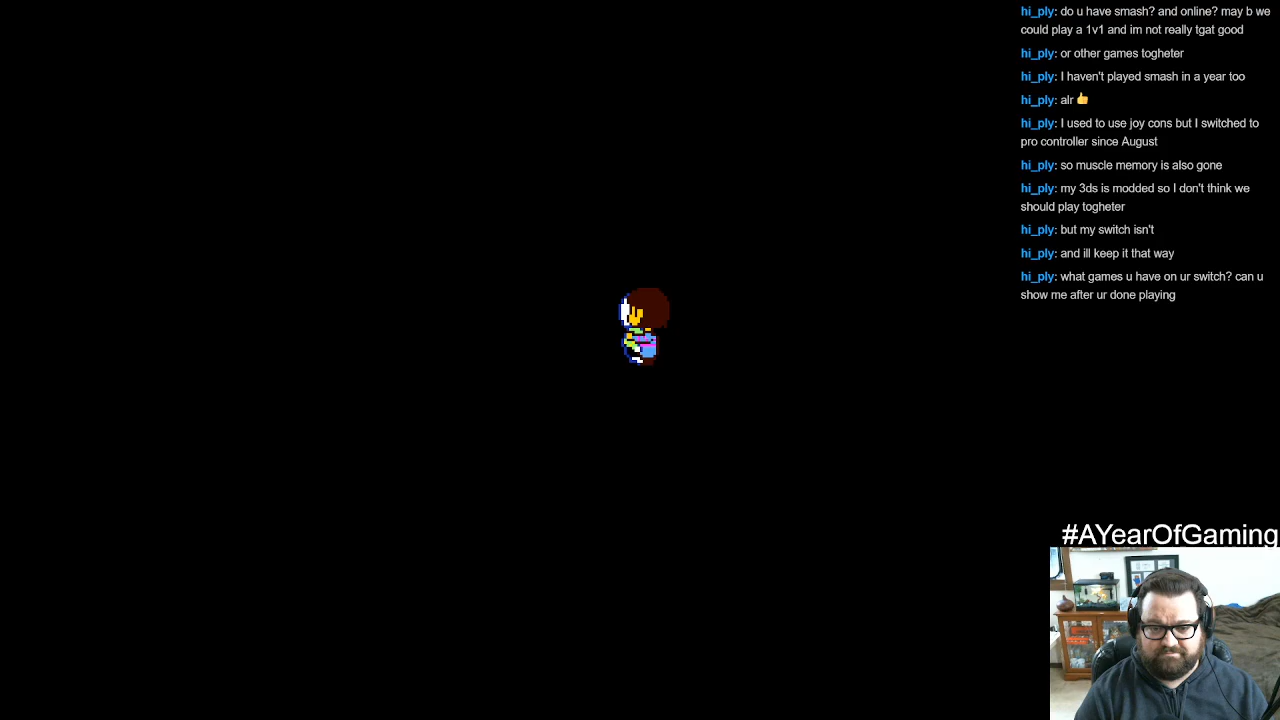 hi_ply: do u have smash? and online? may b we
could play a 1v1 and im not really tgat good
hi_ply: or other games togheter
hi_ply: I haven't played smash in a year too
hi_ply: alr 👍
hi_ply: I used to use joy cons but I switched to
pro controller since August
hi_ply: so muscle memory is also gone
hi_ply: my 3ds is modded so I don't think we
should play togheter
hi_ply: but my switch isn't
hi_ply: and ill keep it that way
hi_ply: what games u have on ur switch? can u
show me after ur done playing
#AYearOfGaming